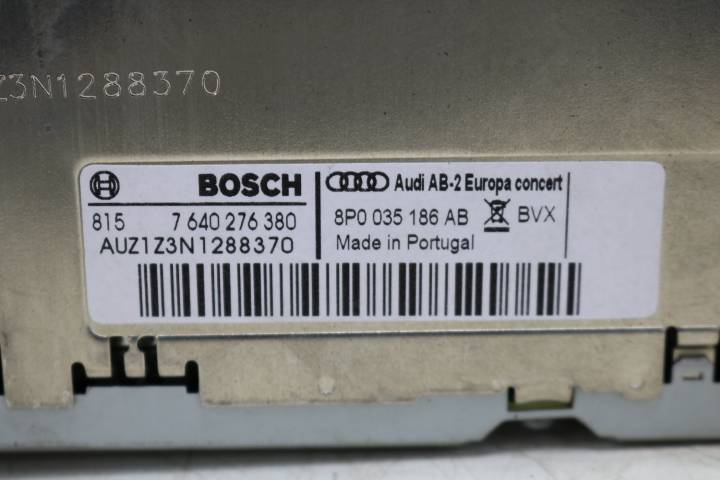 Z3N1288370
BOSCH
815 7 640 276 380
AUZ1Z3N1288370
Audi AB-2 Europa concert
8P0 035 186 AB BVX
Made in Portugal